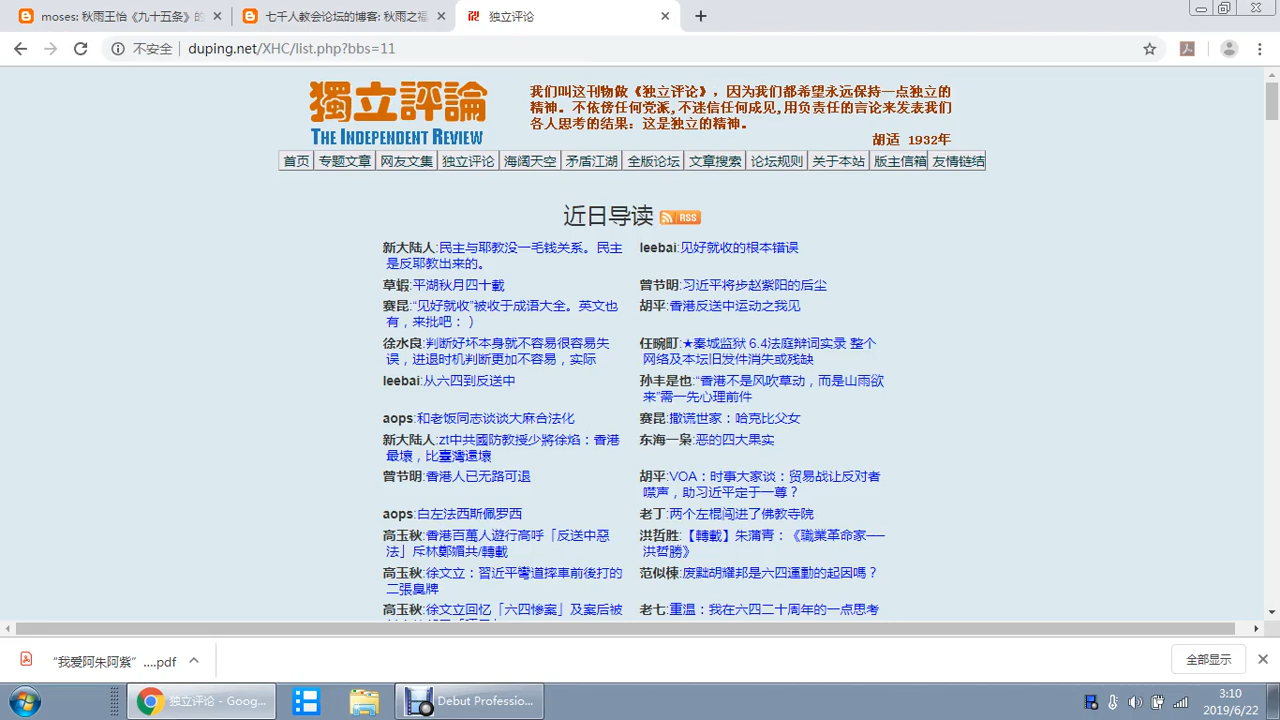 moses: 秋雨王怡《九十五条》的
七千人教会论坛的博客: 秋雨之福
独立评论
不安全
duping.net/XHC/list.php?bbs=11
獨立評論
THE INDEPENDENT REVIEW
我们叫这刊物做《独立评论》，因为我们都希望永远保持一点独立的
精神。不依傍任何党派,不迷信任何成见,用负责任的言论来发表我们
各人思考的结果：这是独立的精神。
胡适 1932年
首页 专题文章 网友文集 独立评论 海阔天空 矛盾江湖 全版论坛 文章搜索 论坛规则 关于本站 版主信箱 友情链结
近日导读 RSS
新大陆人:民主与耶教没一毛钱关系。民主
是反耶教出来的。
leebai:见好就收的根本错误
草蝦:平湖秋月四十載
曾节明:习近平将步赵紫阳的后尘
赛昆:“见好就收”被收于成语大全。英文也
有，来批吧：）
胡平:香港反送中运动之我见
徐水良:判断好坏本身就不容易很容易失
误，进退时机判断更加不容易，实际
任畹町:★秦城监狱 6.4法庭辩词实录 整个
网络及本坛旧发件消失或残缺
leebai:从六四到反送中
孙丰是也:“香港不是风吹草动，而是山雨欲
来”需一先心理前件
aops:和老饭同志谈谈大麻合法化
赛昆:撒谎世家：哈克比父女
新大陆人:zt中共國防教授少將徐焰：香港
最壞，比臺灣還壞
东海一枭:恶的四大果实
曾节明:香港人已无路可退
胡平:VOA：时事大家谈：贸易战让反对者
噤声，助习近平定于一尊？
aops:白左法西斯佩罗西
老丁:两个左棍闯进了佛教寺院
高玉秋:香港百萬人遊行高呼「反送中惡
法」斥林鄭媚共/轉載
洪哲胜:【轉載】朱蒲青：《職業革命家──
洪哲勝》
高玉秋:徐文立：習近平彎道摔車前後打的
二張臭牌
范似棟:废黜胡耀邦是六四運動的起因嗎？
高玉秋:徐文立回忆「六四惨案」及案后被
老七:重温：我在六四二十周年的一点思考
“我爱阿朱阿紫”....pdf
全部显示
独立评论 - Goog...
Debut Professio...
3:10
2019/6/22